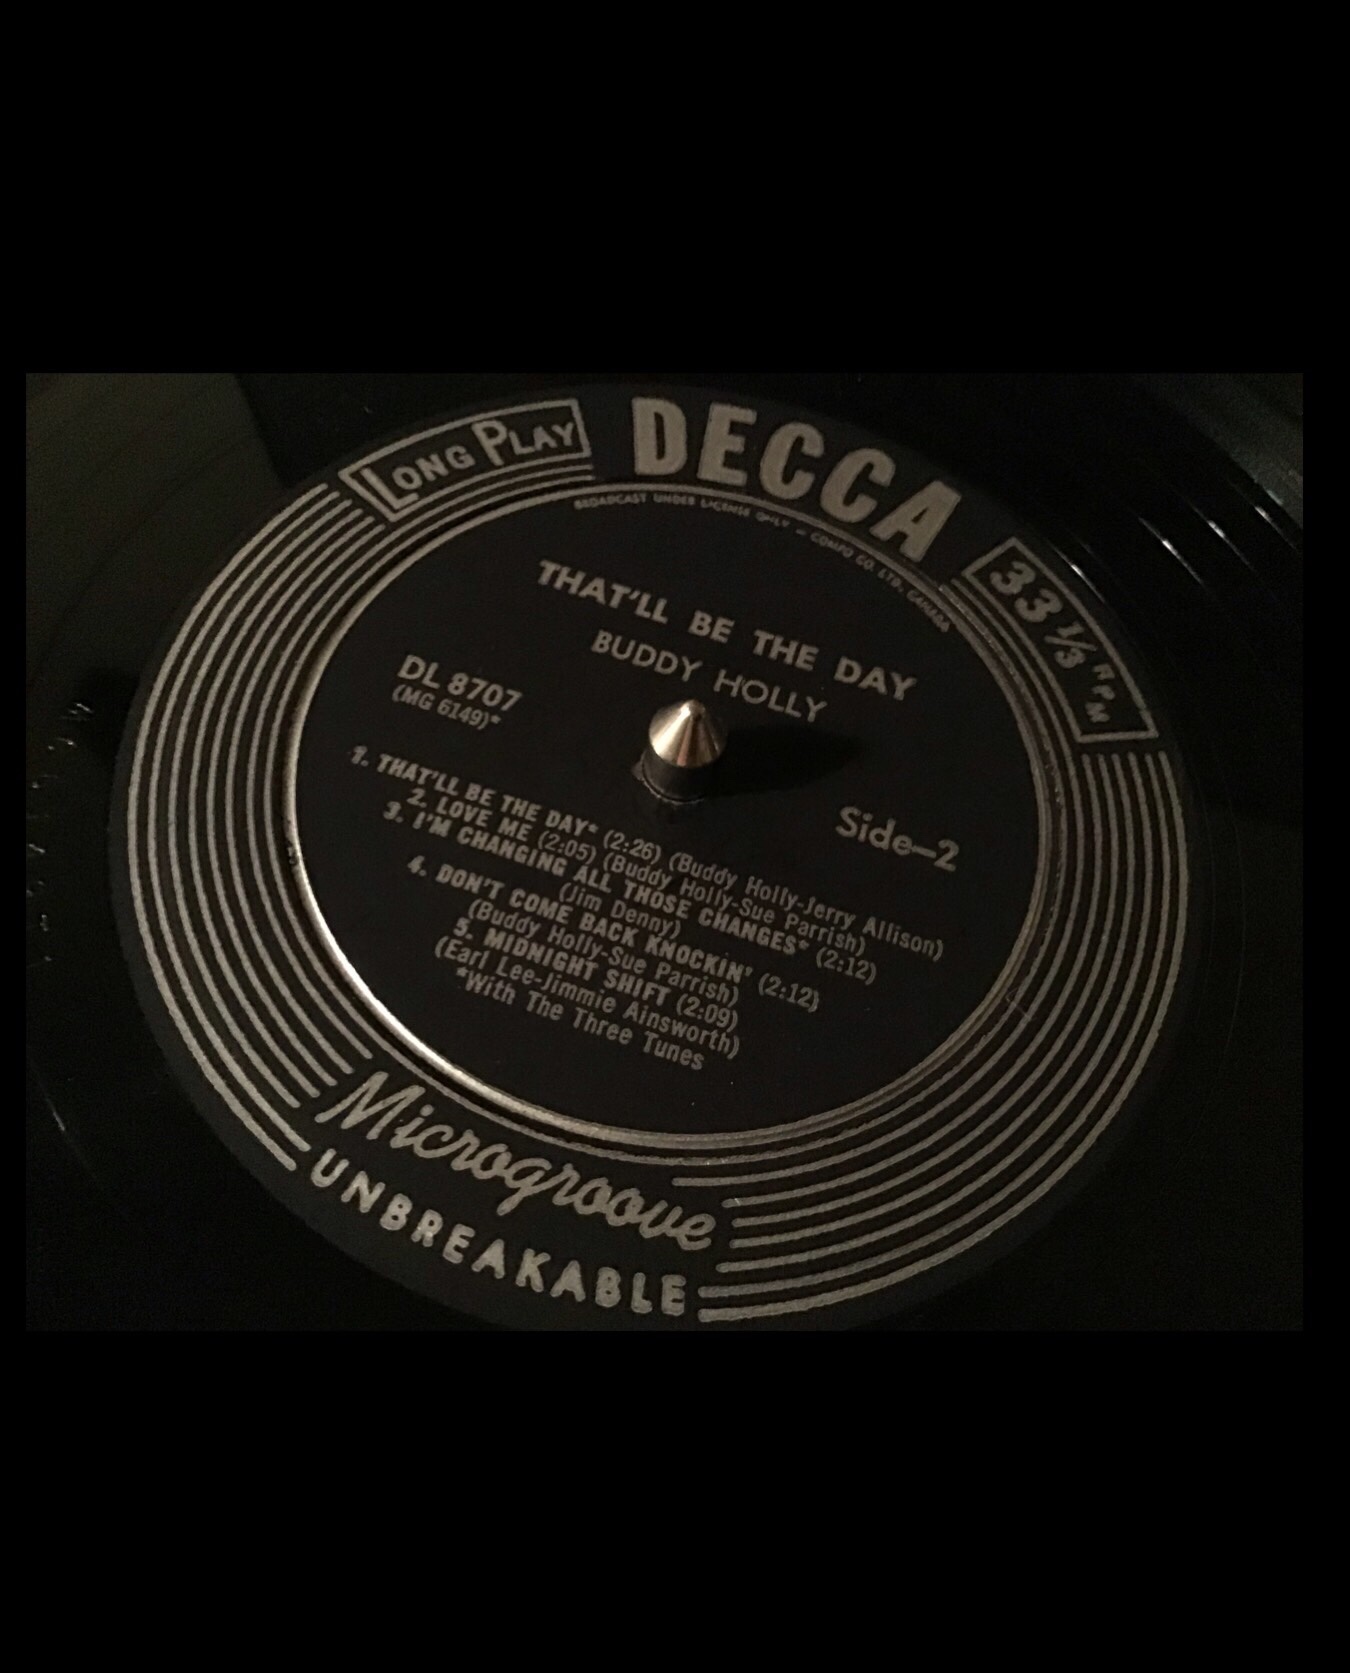 LONG PLAY
DECCA
33 1/3 RPM
BROADCAST UNDER LICENSE ONLY — COMPO CO. LTD., CANADA
THAT'LL BE THE DAY
BUDDY HOLLY
DL 8707
(MG 6149)*
Side—2
1. THAT'LL BE THE DAY* (2:26) (Buddy Holly-Jerry Allison)
2. LOVE ME (2:05) (Buddy Holly-Sue Parrish)
3. I'M CHANGING ALL THOSE CHANGES* (2:12)
(Jim Denny)
4. DON'T COME BACK KNOCKIN' (2:12)
(Buddy Holly-Sue Parrish)
5. MIDNIGHT SHIFT (2:09)
(Earl Lee-Jimmie Ainsworth)
*With The Three Tunes
Microgroove
UNBREAKABLE